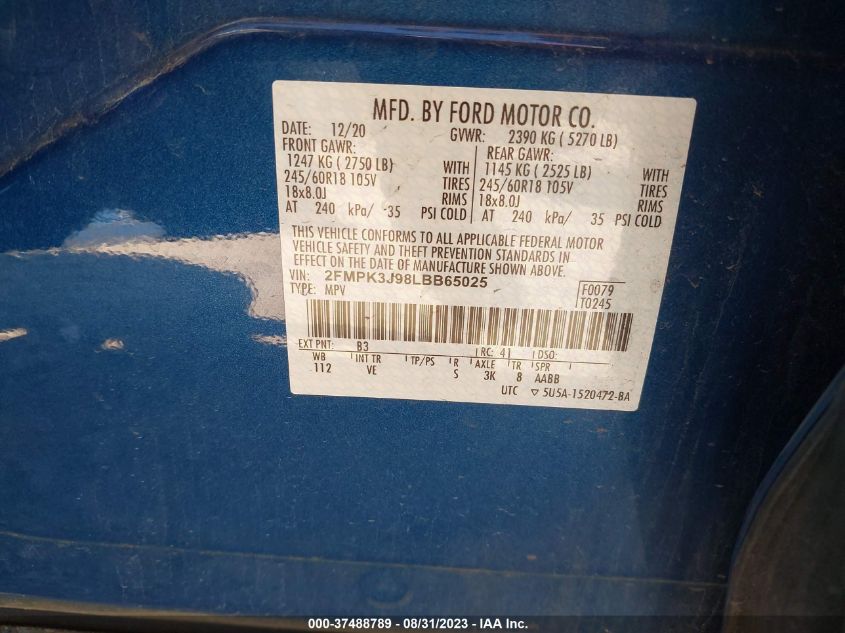 MFD. BY FORD MOTOR CO.
DATE: 12/20 GVWR: 2390 KG ( 5270 LB)
FRONT GAWR: REAR GAWR:
1247 KG ( 2750 LB) WITH 1145 KG ( 2525 LB) WITH
245/60R18 105V TIRES 245/60R18 105V TIRES
18x8.0J RIMS 18x8.0J RIMS
AT 240 kPa/ 35 PSI COLD AT 240 kPa/ 35 PSI COLD
THIS VEHICLE CONFORMS TO ALL APPLICABLE FEDERAL MOTOR
VEHICLE SAFETY AND THEFT PREVENTION STANDARDS IN
EFFECT ON THE DATE OF MANUFACTURE SHOWN ABOVE.
VIN: 2FMPK3J98LBB65025 F0079
TYPE: MPV T0245
EXT PNT: B3 RC: 41 DSO:
WB INT TR TP/PS R AXLE TR SPR
112 VE S 3K 8 AABB
UTC ▽ 5U5A-1520472-BA
000-37488789 - 08/31/2023 - IAA Inc.